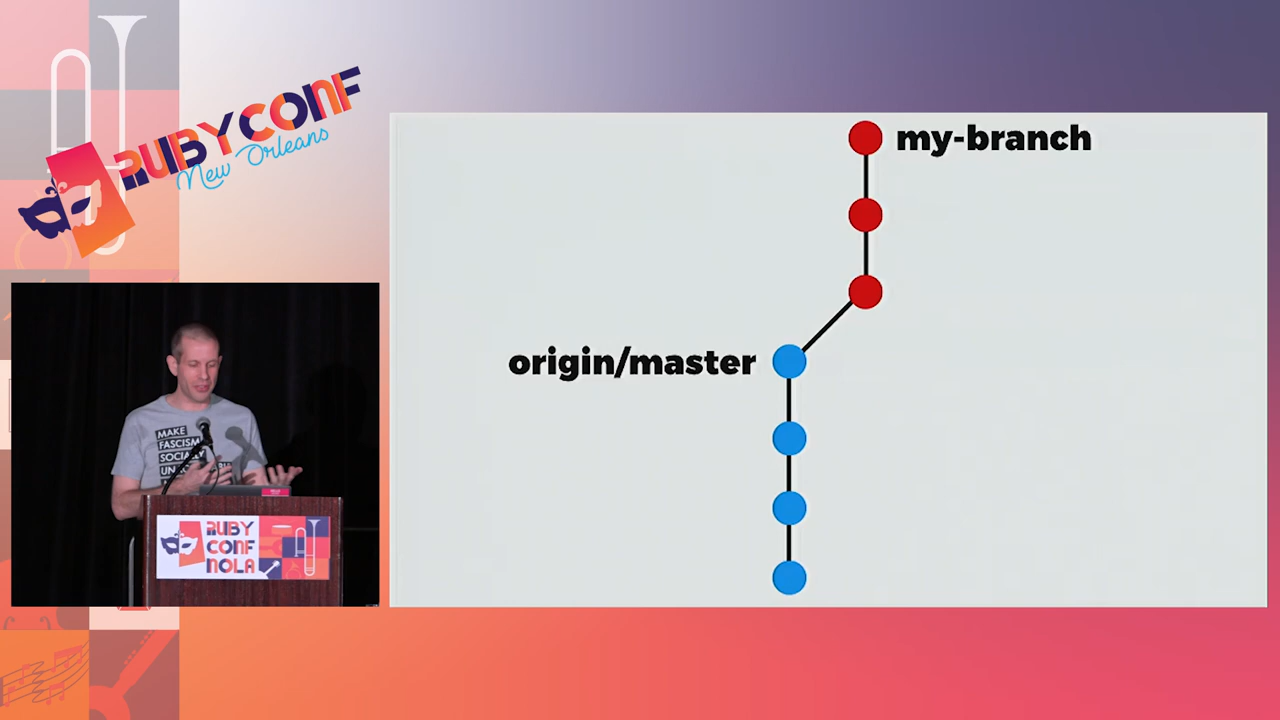 RUBYCONF
New Orleans
my-branch
origin/master
MAKE
FASCISM
SOCIALLY
RUBY
CONF
NOLA